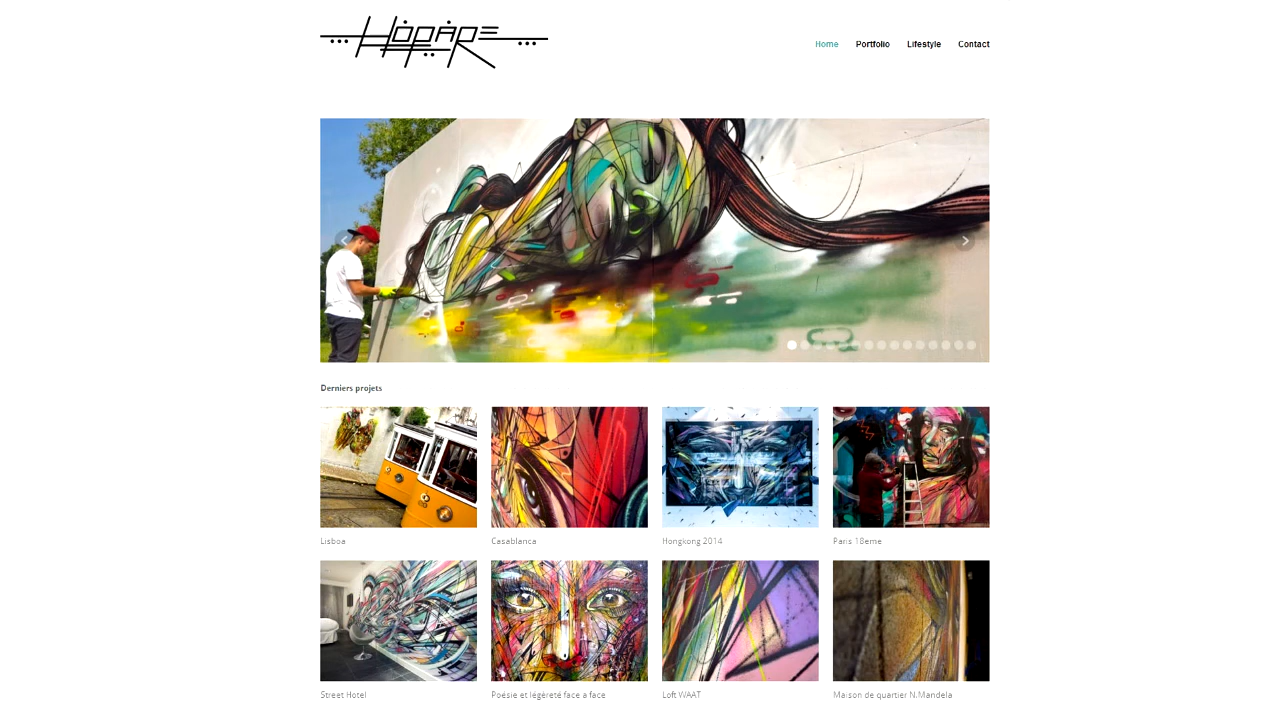 HOPARE
Home Portfolio Lifestyle Contact
Derniers projets
Lisboa
Casablanca
Hongkong 2014
Paris 18eme
Street Hotel
Poésie et légèreté face a face
Loft WAAT
Maison de quartier N.Mandela